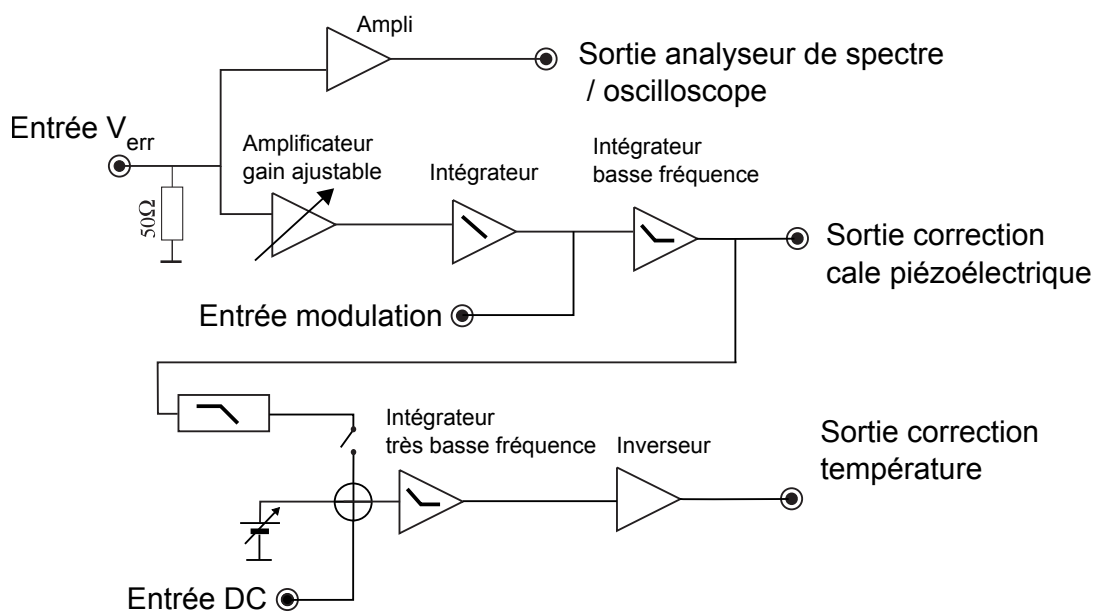 Ampli
Sortie analyseur de spectre
/ oscilloscope
Entrée V_err
Amplificateur
gain ajustable
Intégrateur
Intégrateur
basse fréquence
50Ω
Sortie correction
cale piézoélectrique
Entrée modulation
Intégrateur
très basse fréquence
Inverseur
Sortie correction
température
Entrée DC